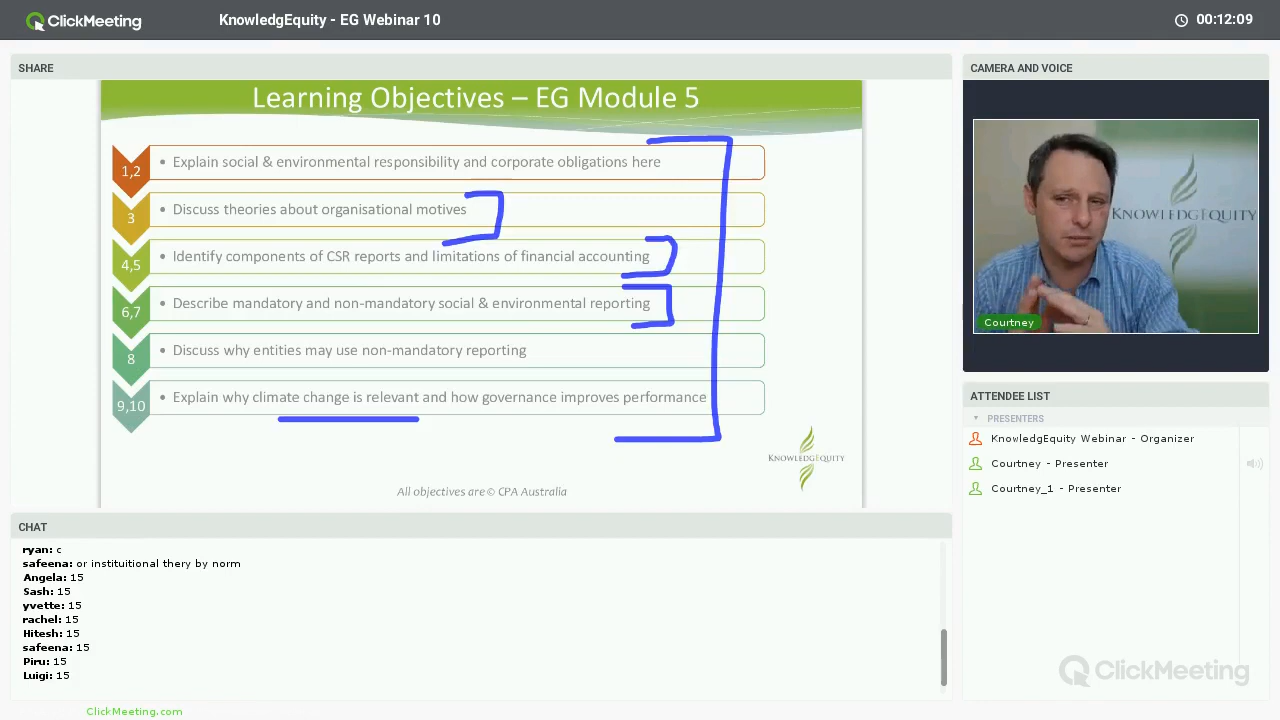 ClickMeeting
KnowledgEquity - EG Webinar 10
00:12:09
SHARE
Learning Objectives – EG Module 5
1,2
• Explain social & environmental responsibility and corporate obligations here
3
• Discuss theories about organisational motives
4,5
• Identify components of CSR reports and limitations of financial accounting
6,7
• Describe mandatory and non-mandatory social & environmental reporting
8
• Discuss why entities may use non-mandatory reporting
9,10
• Explain why climate change is relevant and how governance improves performance
KNOWLEDGEQUITY
All objectives are © CPA Australia
CAMERA AND VOICE
KNOWLEDGEQUITY
Courtney
ATTENDEE LIST
PRESENTERS
KnowledgEquity Webinar - Organizer
Courtney - Presenter
Courtney_1 - Presenter
CHAT
ryan: c
safeena: or instituitional thery by norm
Angela: 15
Sash: 15
yvette: 15
rachel: 15
Hitesh: 15
safeena: 15
Piru: 15
Luigi: 15
ClickMeeting
ClickMeeting.com